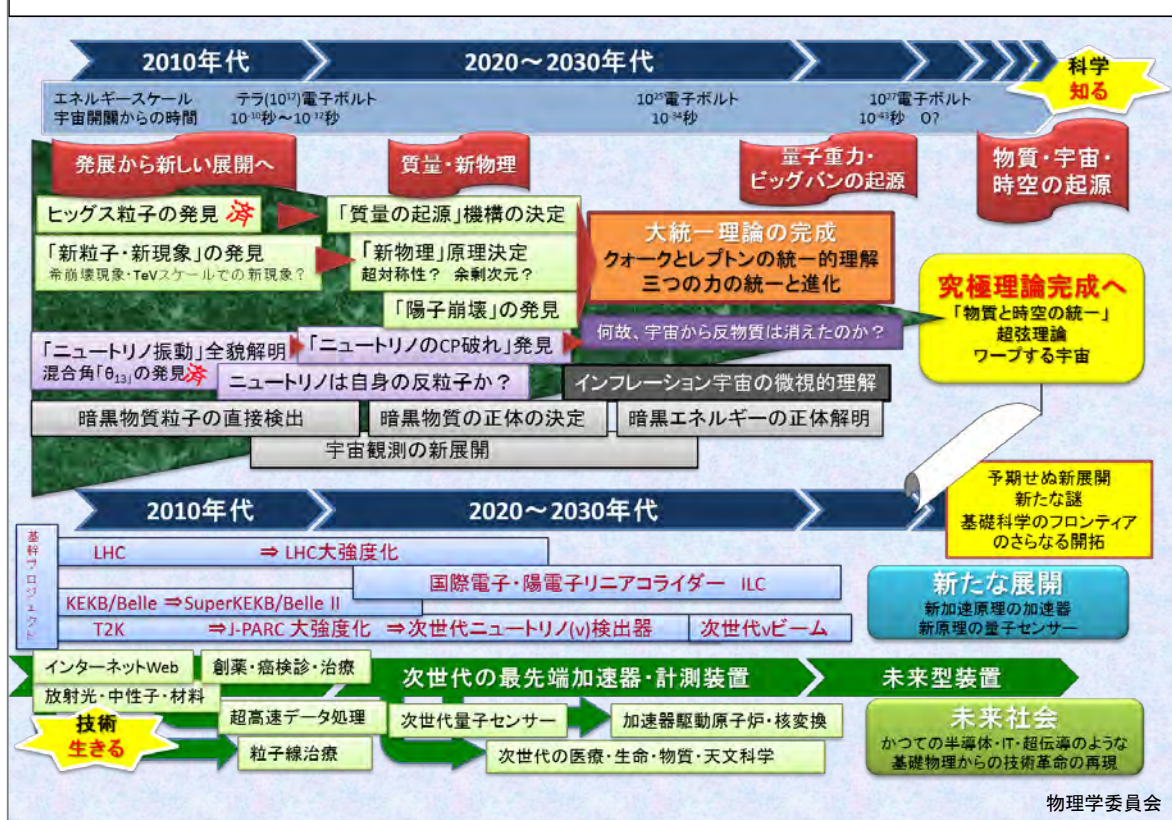 2010年代
2020～2030年代
科学
知る
エネルギースケール テラ(10¹²)電子ボルト 10²⁵電子ボルト 10²⁷電子ボルト
宇宙開闢からの時間 10⁻¹⁰秒～10⁻¹²秒 10⁻³⁴秒 10⁻⁴³秒 0?
発展から新しい展開へ
質量・新物理
量子重力・
ビッグバンの起源
物質・宇宙・
時空の起源
ヒッグス粒子の発見 済
「質量の起源」機構の決定
「新粒子・新現象」の発見
希崩壊現象・TeVスケールでの新現象？
「新物理」原理決定
超対称性？ 余剰次元？
「陽子崩壊」の発見
大統一理論の完成
クォークとレプトンの統一的理解
三つの力の統一と進化
究極理論完成へ
「物質と時空の統一」
超弦理論
ワープする宇宙
「ニュートリノ振動」全貌解明
混合角「θ₁₃」の発見済
「ニュートリノのCP破れ」発見
何故、宇宙から反物質は消えたのか？
ニュートリノは自身の反粒子か？
インフレーション宇宙の微視的理解
暗黒物質粒子の直接検出
暗黒物質の正体の決定
暗黒エネルギーの正体解明
宇宙観測の新展開
2010年代
2020～2030年代
予期せぬ新展開
新たな謎
基礎科学のフロンティア
のさらなる開拓
基幹プロジェクト
LHC ⇒ LHC大強度化
国際電子・陽電子リニアコライダー ILC
KEKB/Belle ⇒SuperKEKB/Belle II
T2K ⇒J-PARC 大強度化 ⇒次世代ニュートリノ(ν)検出器
次世代νビーム
新たな展開
新加速原理の加速器
新原理の量子センサー
インターネットWeb
創薬・癌検診・治療
次世代の最先端加速器・計測装置
未来型装置
放射光・中性子・材料
技術
生きる
超高速データ処理
次世代量子センサー
加速器駆動原子炉・核変換
粒子線治療
次世代の医療・生命・物質・天文科学
未来社会
かつての半導体・IT・超伝導のような
基礎物理からの技術革命の再現
物理学委員会